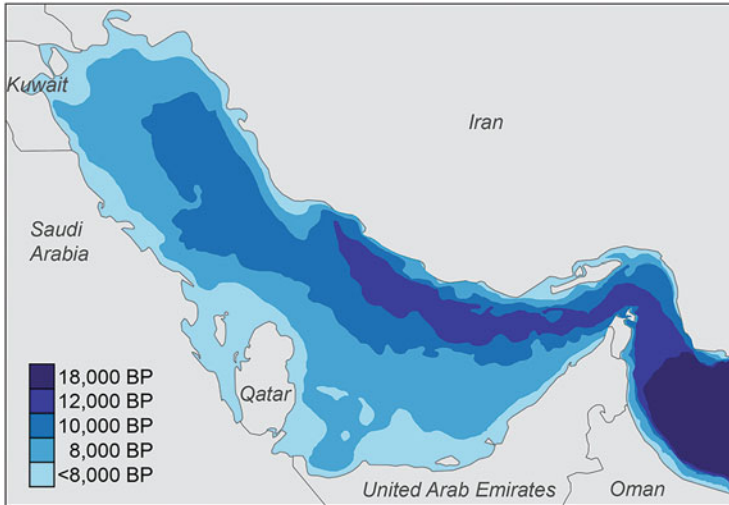 Kuwait
Iran
Saudi
Arabia
18,000 BP
12,000 BP
10,000 BP
8,000 BP
<8,000 BP
Qatar
United Arab Emirates
Oman